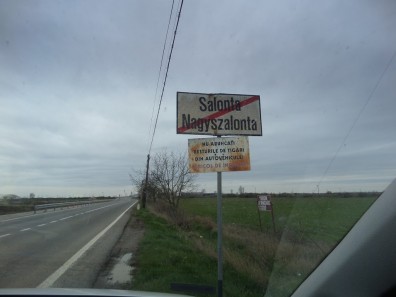 Salonta
Nagyszalonta
NU ARUNCAȚI
RESTURILE DE ȚIGĂRI
DIN AUTOVEHICULE